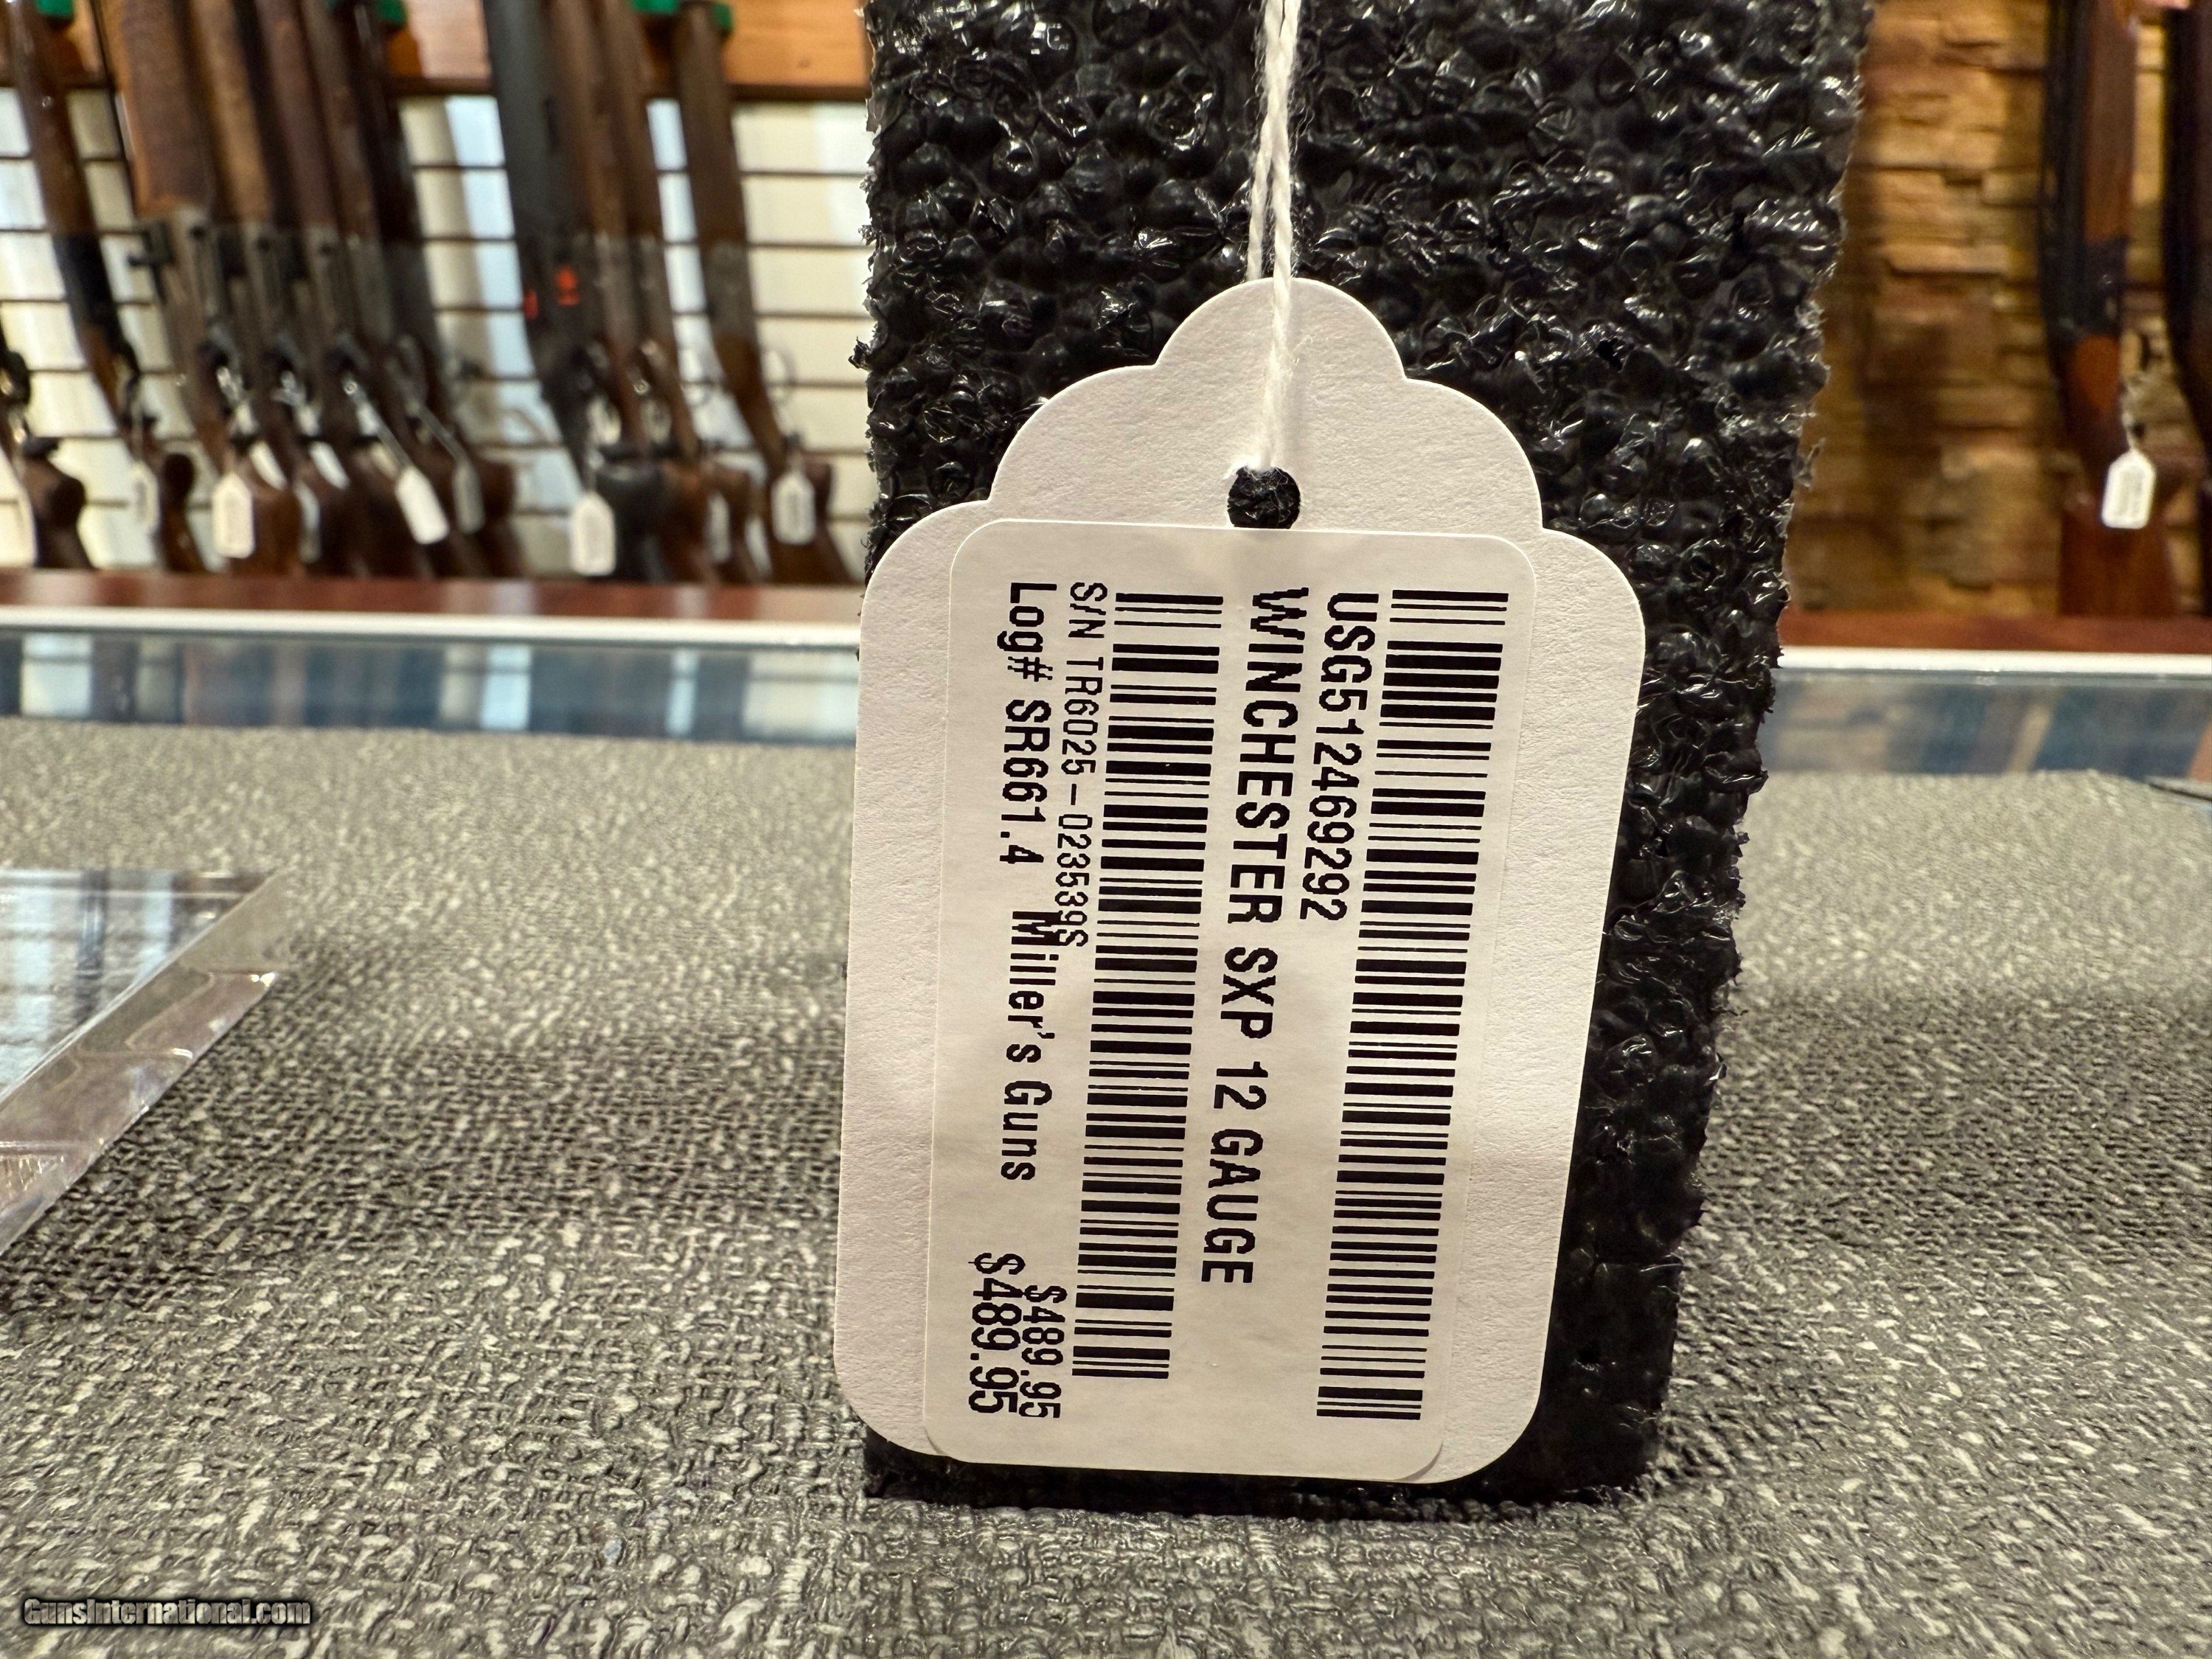 USG512469292
WINCHESTER SXP 12 GAUGE
S/N TR6025-023539S
$489.95
Log# SR661.4 Miller's Guns
$489.95
GunsInternational.com